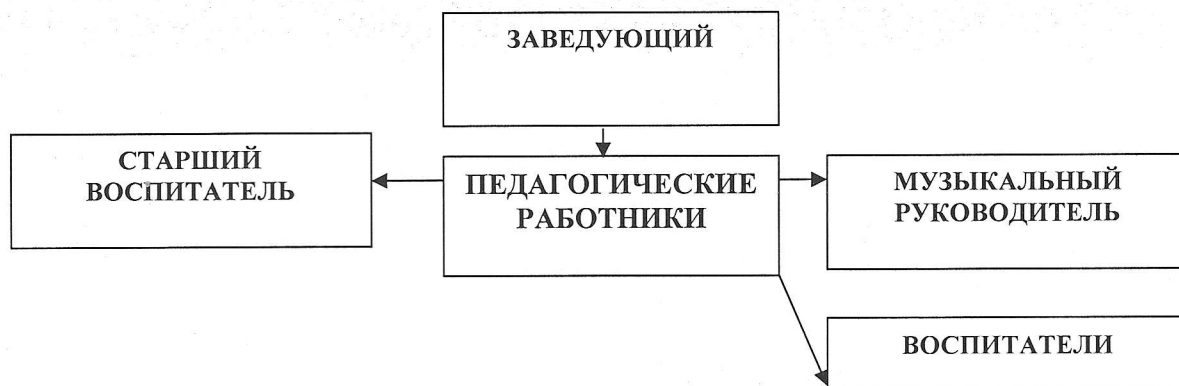 ЗАВЕДУЮЩИЙ
СТАРШИЙ
ВОСПИТАТЕЛЬ
ПЕДАГОГИЧЕСКИЕ
РАБОТНИКИ
МУЗЫКАЛЬНЫЙ
РУКОВОДИТЕЛЬ
ВОСПИТАТЕЛИ